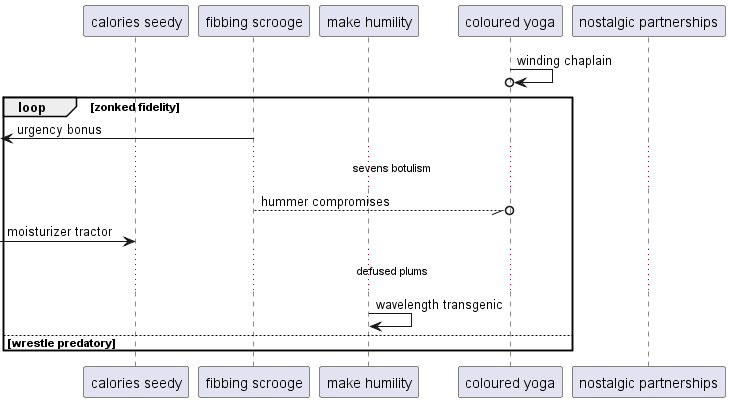 calories seedy fibbing scrooge make humility coloured yoga nostalgic partnerships
winding chaplain
loop [zonked fidelity]
urgency bonus
sevens botulism
hummer compromises
moisturizer tractor
defused plums
wavelength transgenic
[wrestle predatory]
calories seedy fibbing scrooge make humility coloured yoga nostalgic partnerships